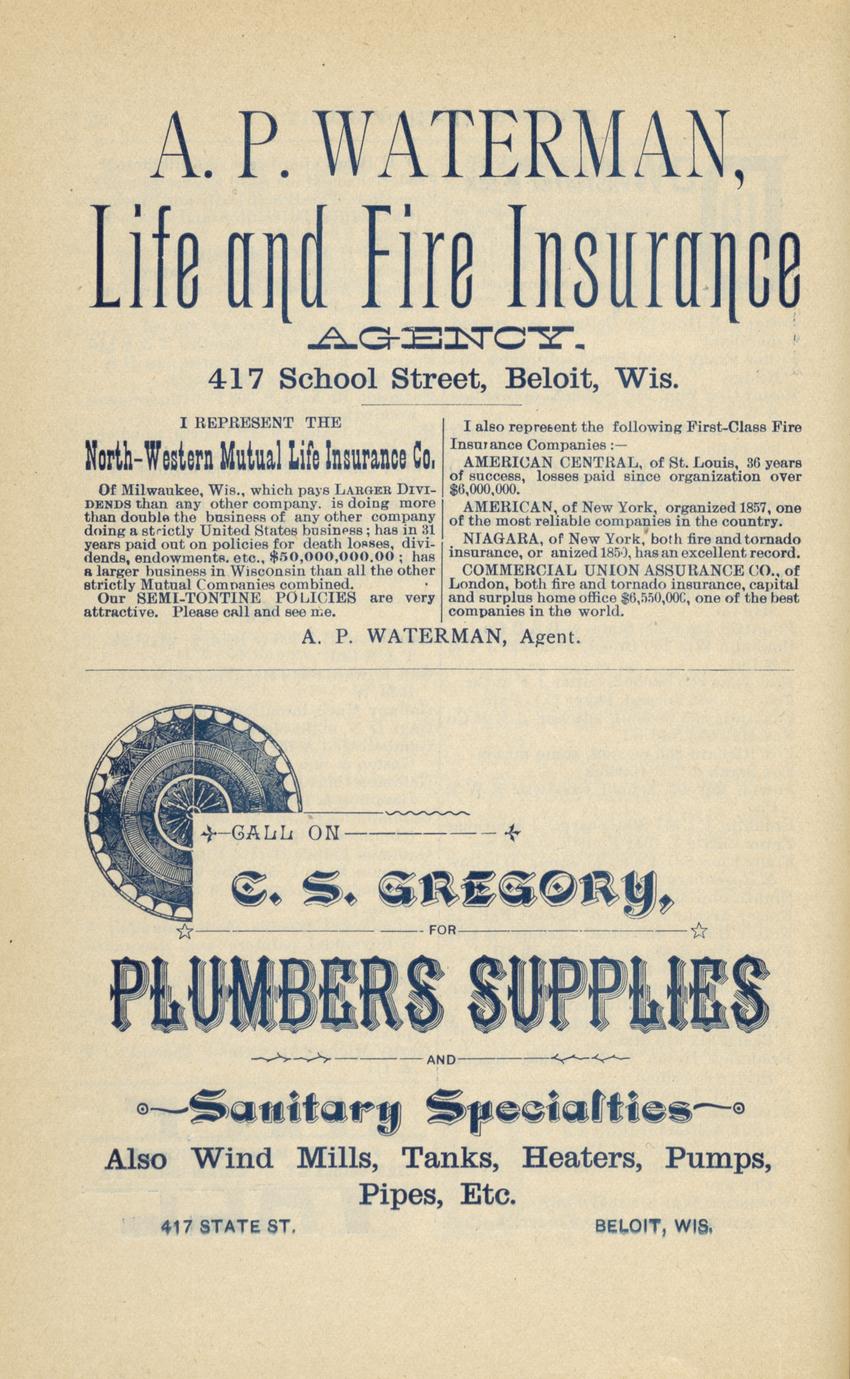 A. P. WATERMAN,
Life and Fire Insurance
AGENCY.
417 School Street, Beloit, Wis.
I REPRESENT THE
North-Western Mutual Life Insurance Co.
Of Milwaukee, Wis., which pays LARGER DIVI-
DENDS than any other company. is doing more
than double the business of any other company
doing a strictly United States business; has in 31
years paid out on policies for death losses, divi-
dends, endowments. etc., $50,000,000.00; has
a larger business in Wisconsin than all the other
strictly Mutual Companies combined.
Our SEMI-TONTINE POLICIES are very
attractive. Please call and see me.
I also represent the following First-Class Fire
Insurance Companies :—
AMERICAN CENTRAL, of St. Louis, 36 years
of success, losses paid since organization over
$6,000,000.
AMERICAN, of New York, organized 1857, one
of the most reliable companies in the country.
NIAGARA, of New York, both fire and tornado
insurance, or anized 1850, has an excellent record.
COMMERCIAL UNION ASSURANCE CO., of
London, both fire and tornado insurance, capital
and surplus home office $6,550,000, one of the best
companies in the world.
A. P. WATERMAN, Agent.
CALL ON
C. S. GREGORY,
FOR
PLUMBERS SUPPLIES
AND
Sanitary Specialties
Also Wind Mills, Tanks, Heaters, Pumps,
Pipes, Etc.
417 STATE ST. BELOIT, WIS.